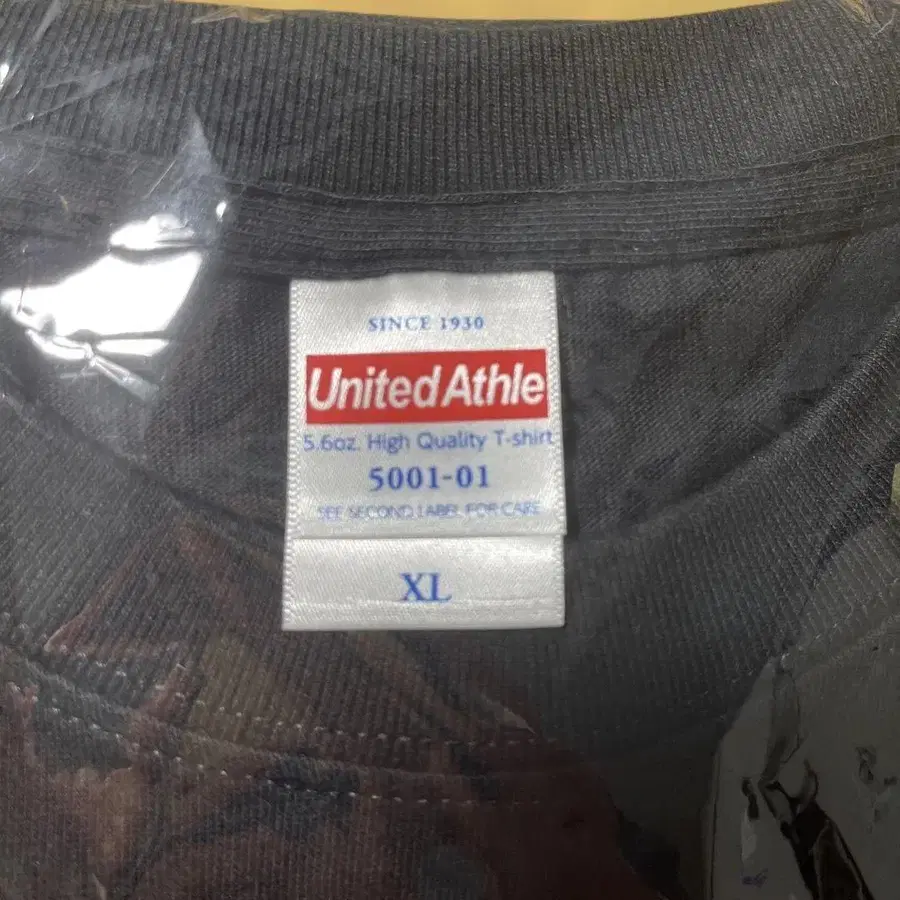 SINCE 1930
United Athle
5.6oz. High Quality T-shirt
5001-01
SEE SECOND LABEL FOR CARE
XL